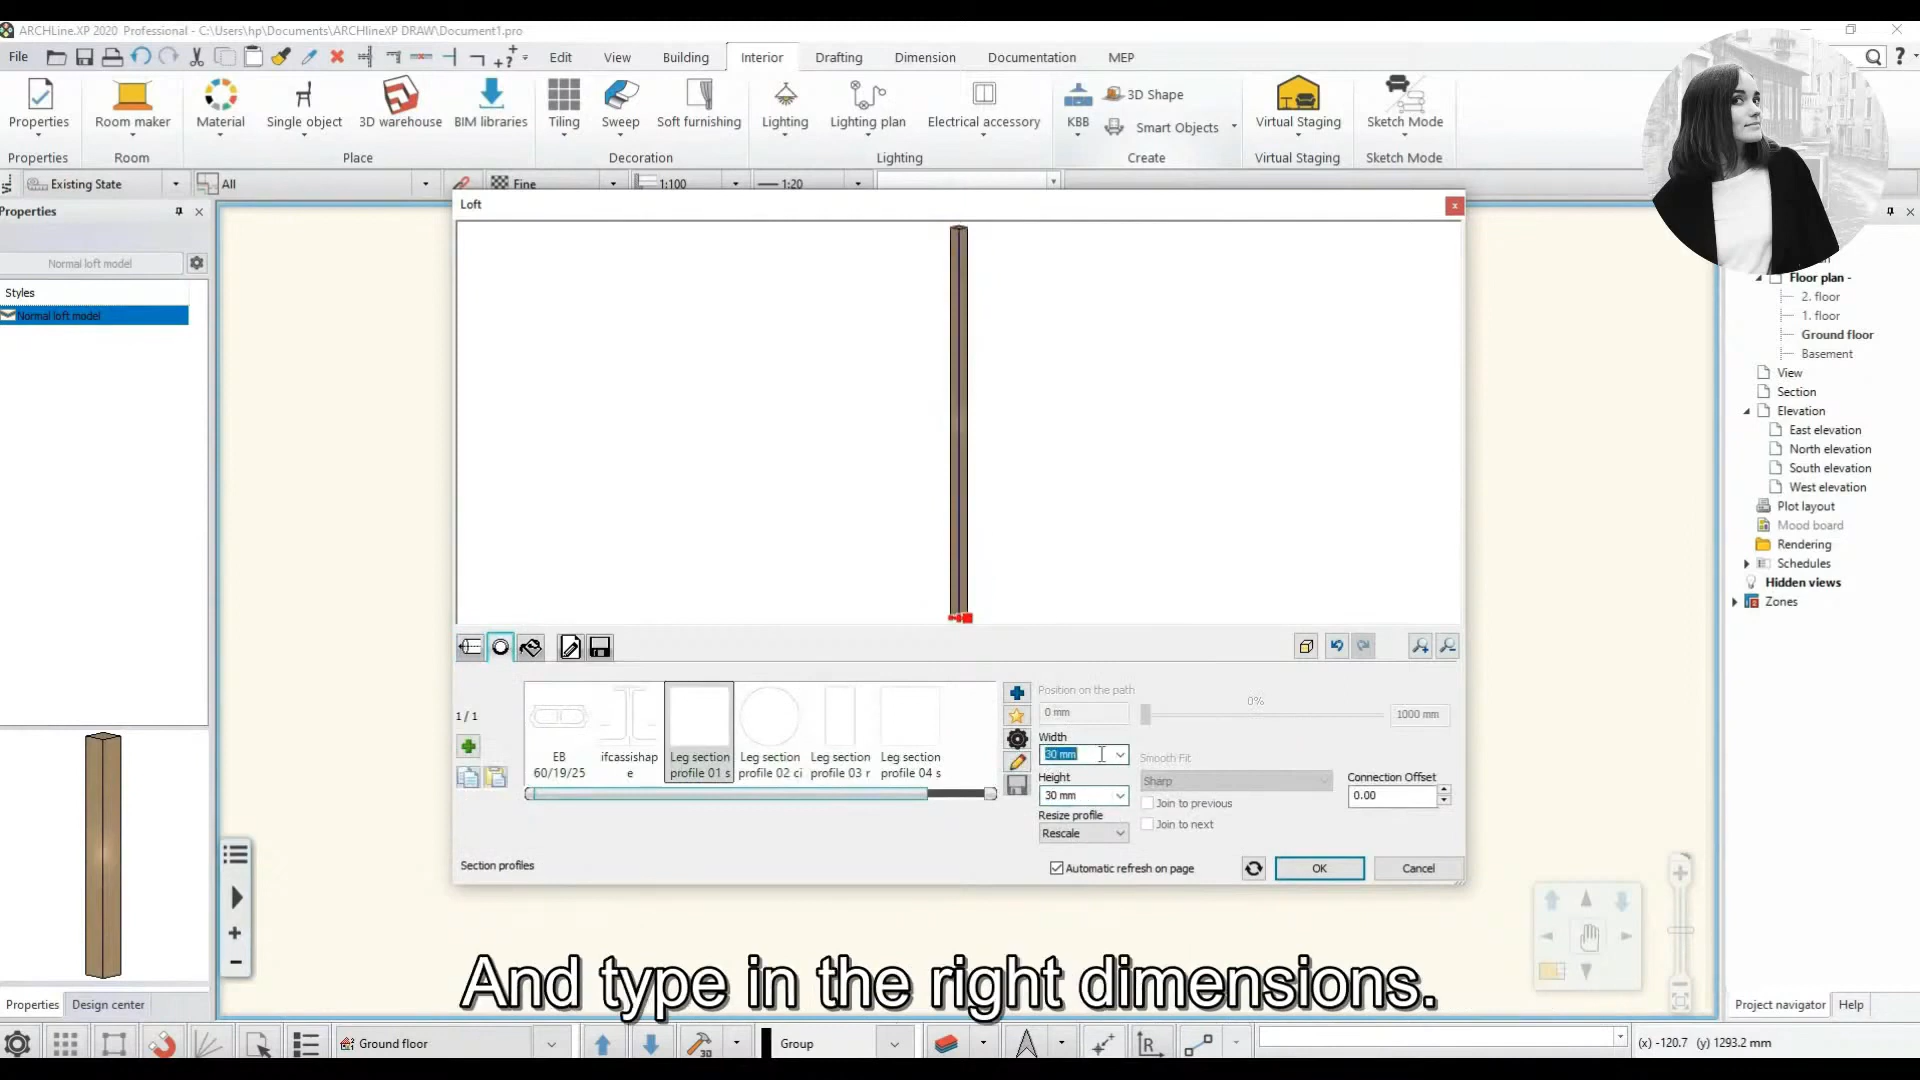 ARCHLine.XP 2020 Professional - C:\Users\hp\Documents\ARCHlineXP DRAW\Document1.pro
File Edit View Building Interior Drafting Dimension Documentation MEP
Properties Room maker Material Single object 3D warehouse BIM libraries Tiling Sweep Soft furnishing Lighting Lighting plan Electrical accessory KBB 3D Shape Smart Objects Virtual Staging Sketch Mode
Properties Room Place Decoration Lighting Create Virtual Staging Sketch Mode
Existing State All Fine 1:100 1:20
Properties
Normal loft model
Styles
Normal loft model
Loft
Floor plan -
2. floor
1. floor
Ground floor
Basement
View
Section
Elevation
East elevation
North elevation
South elevation
West elevation
Plot layout
Mood board
Rendering
Schedules
Hidden views
Zones
1 / 1
EB 60/19/25
ifcassishape
Leg section profile 01 s
Leg section profile 02 ci
Leg section profile 03 r
Leg section profile 04 s
Position on the path
0 mm 0% 1000 mm
Width
30 mm
Smooth Fit
Height
Sharp
Connection Offset
30 mm
0.00
Join to previous
Resize profile
Join to next
Rescale
Section profiles
Automatic refresh on page
OK Cancel
And type in the right dimensions.
Properties Design center
Project navigator Help
Ground floor
3D
Group
R
(x) -120.7 (y) 1293.2 mm